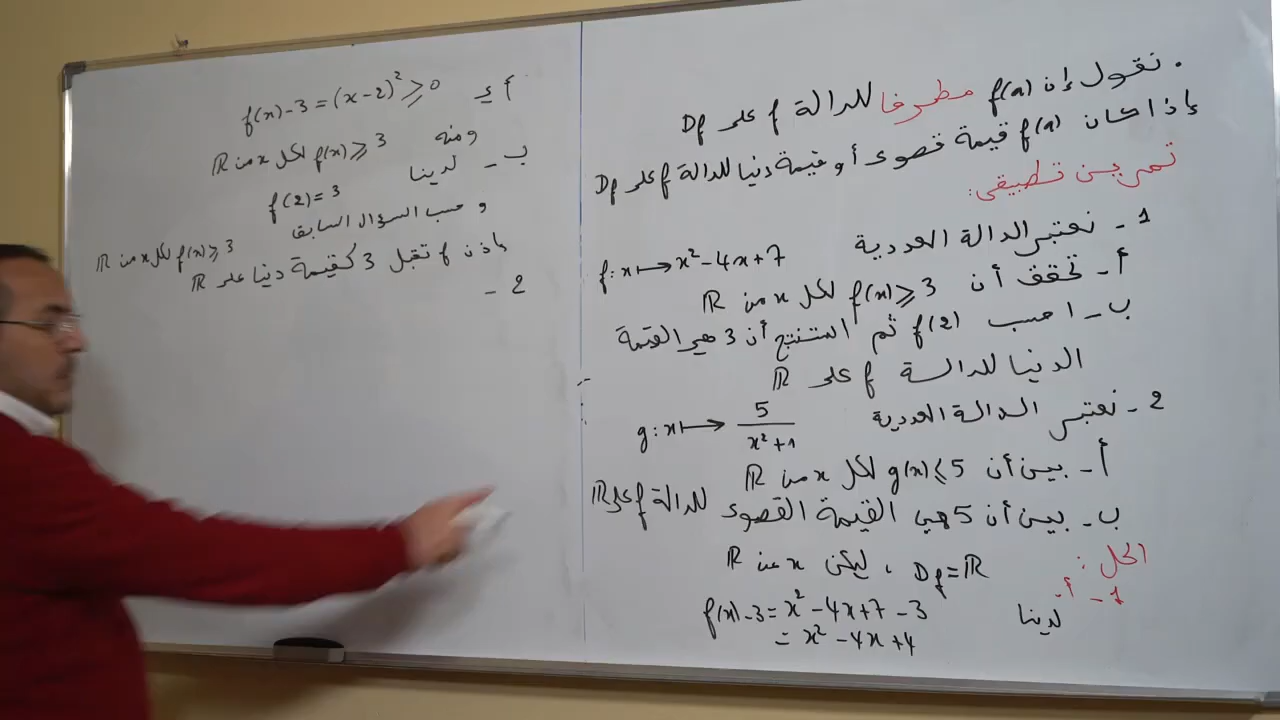 . نقول إن f(a) مطرفا للدالة f على Df
إذا كان f(a) قيمة قصوى أو قيمة دنيا للدالة f على Df
تمرين تطبيقي:
1 - نعتبر الدالة العددية f: x ⟼ x² - 4x + 7
أ - تحقق أن f(x) ⩾ 3 لكل x من ℝ
ب - احسب f(2) ثم استنتج أن 3 هي القيمة
الدنيا للدالة f على ℝ
2 - نعتبر الدالة العددية g: x ⟼ 5/(x²+1)
أ - بين أن g(x) ⩽ 5 لكل x من ℝ
ب - بين أن 5 هي القيمة القصوى للدالة f على ℝ
الحل :
Df = ℝ ، ليكن x من ℝ
1 - أ - لدينا f(x) - 3 = x² - 4x + 7 - 3
= x² - 4x + 4
أي f(x) - 3 = (x-2)² ⩾ 0
ومنه f(x) ⩾ 3 لكل x من ℝ
ب - لدينا f(2) = 3
و حسب السؤال السابق f(x) ⩾ 3 لكل x من ℝ
إذن f تقبل 3 كقيمة دنيا على ℝ
2 -